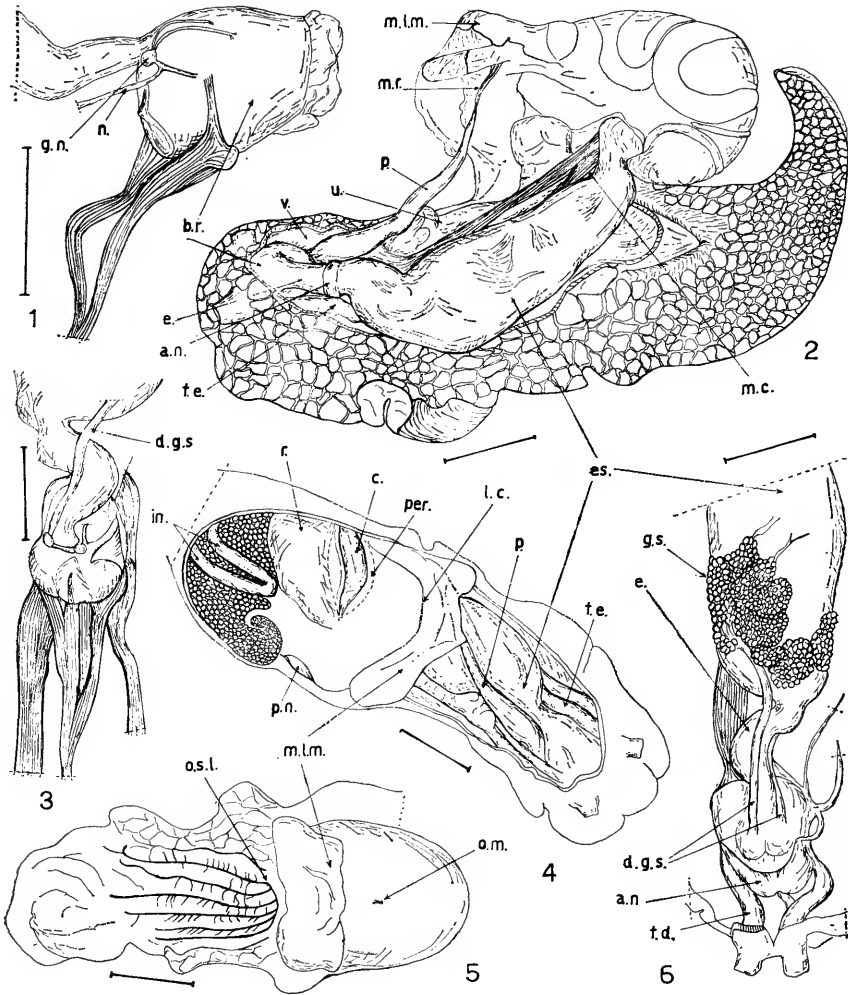 g.n.
n.
b.r.
1
m.l.m.
m.r.
p.
u.
v.
e.
a.n.
t.e.
m.c.
2
d.g.s
3
es.
r.
c.
per.
l.c.
in.
p.
t.e.
p.n.
4
o.s.l.
m.l.m.
o.m.
5
g.s.
e.
d.g.s.
a.n
t.d.
6